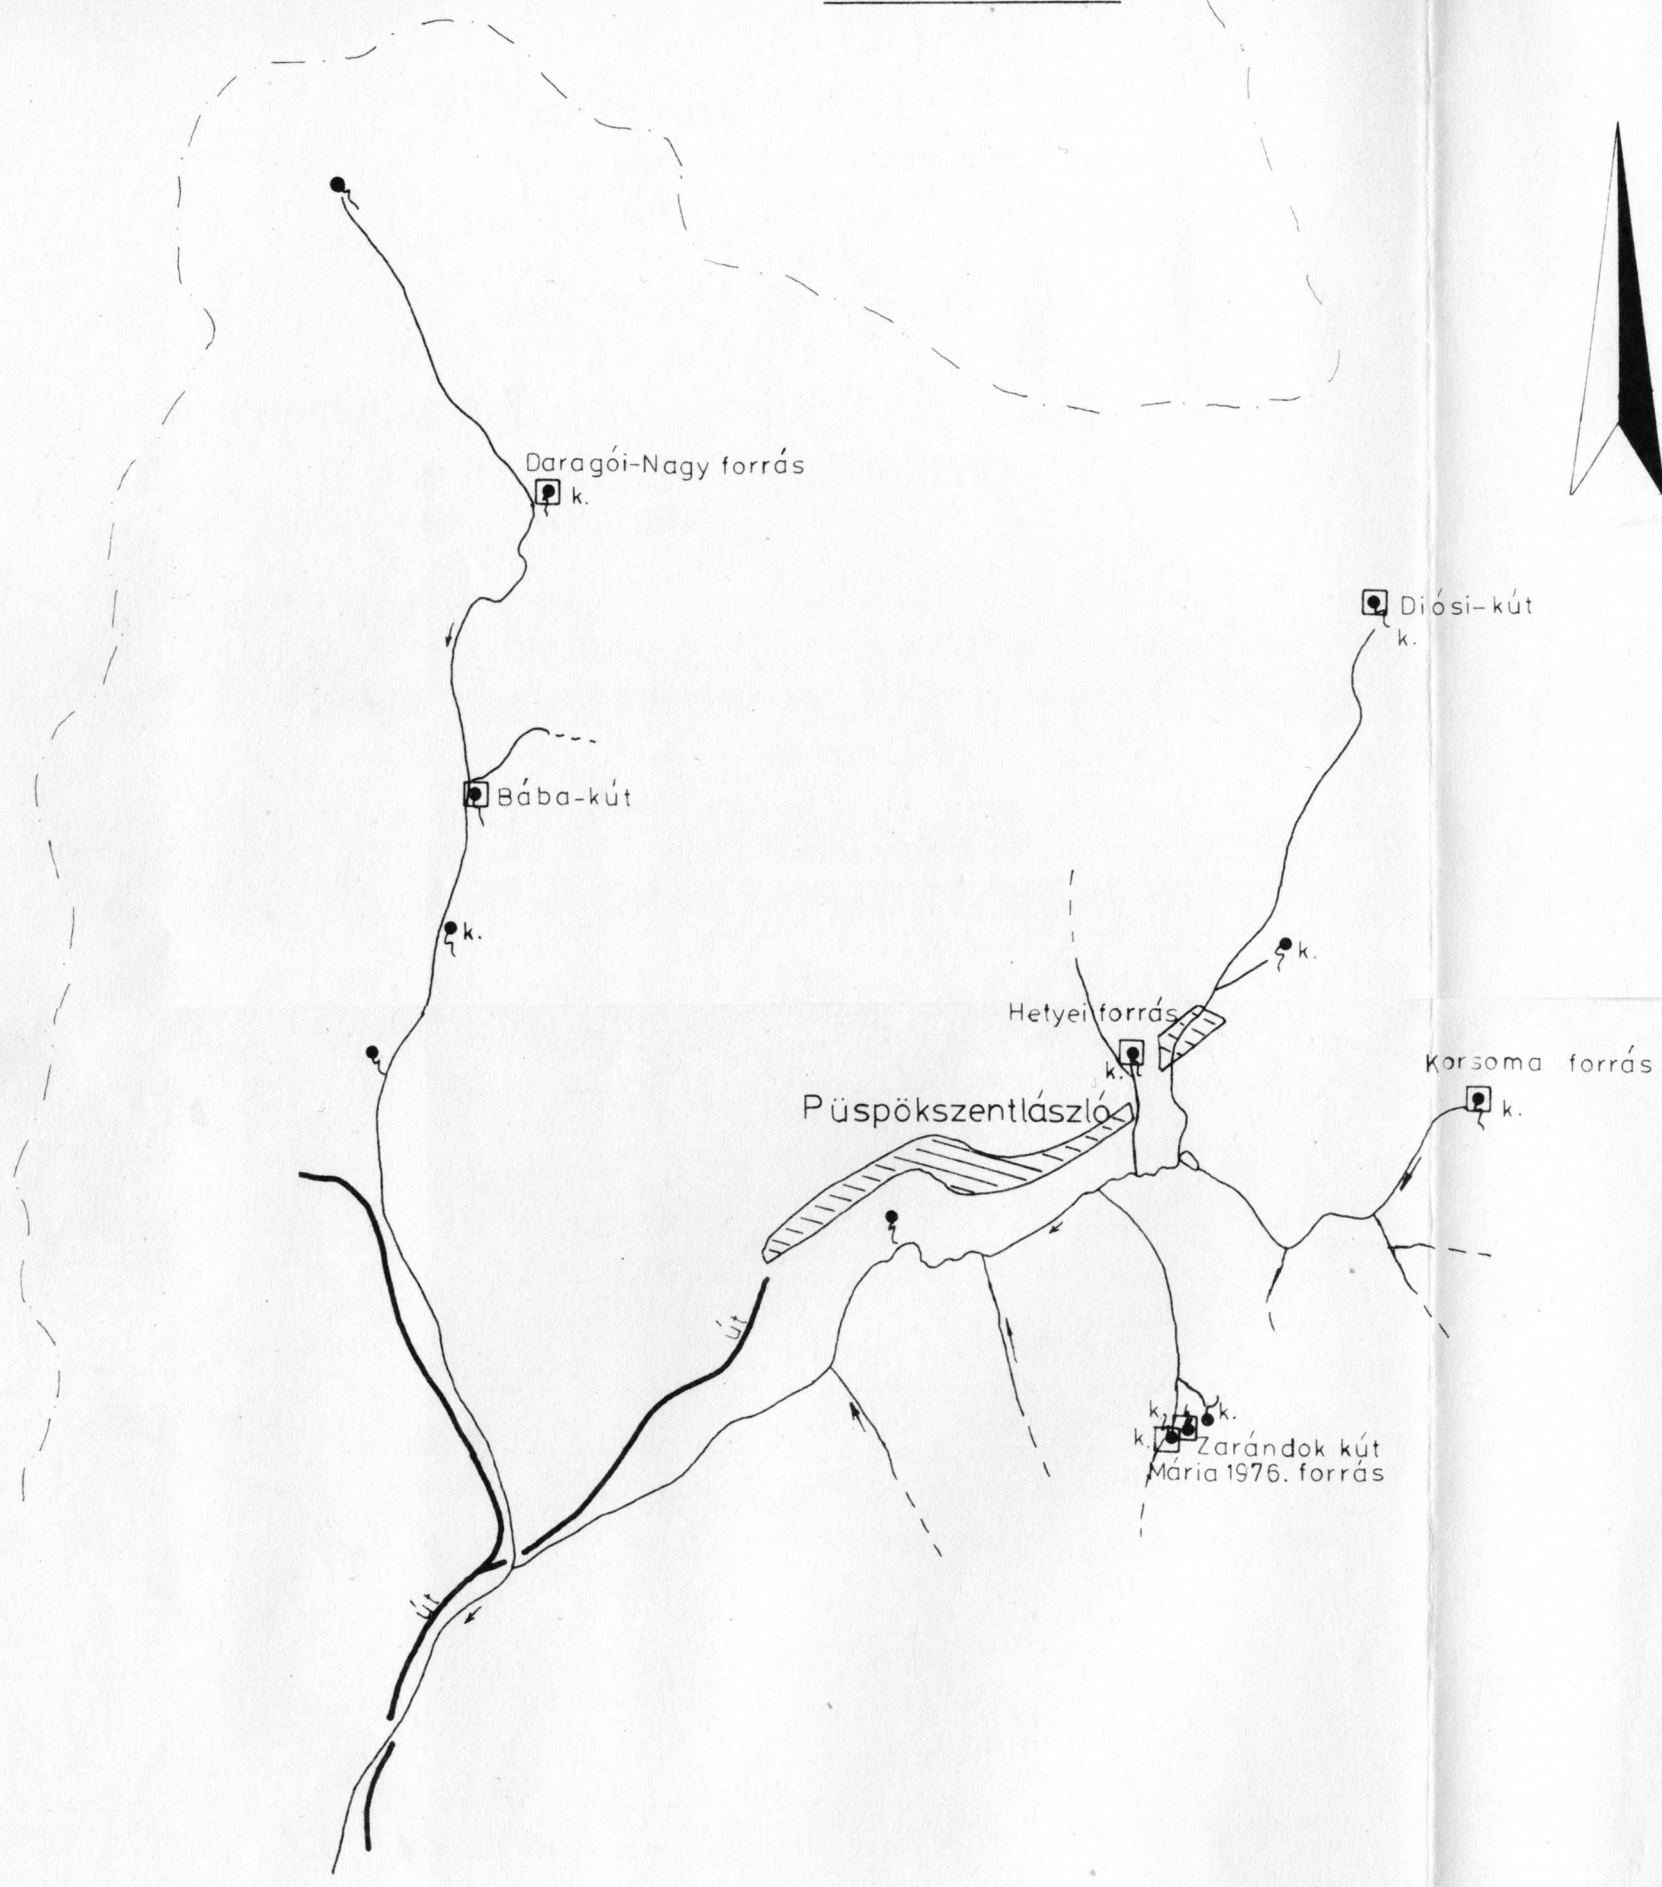 Daragói-Nagy forrás
k.
Diósi-kút
k.
Bába-kút
k.
k.
Hetyei forrás
k.
Korsoma forrás
k.
Püspökszentlászló
út
k.
k.
k.
Zarándok kút
Mária 1976. forrás
út